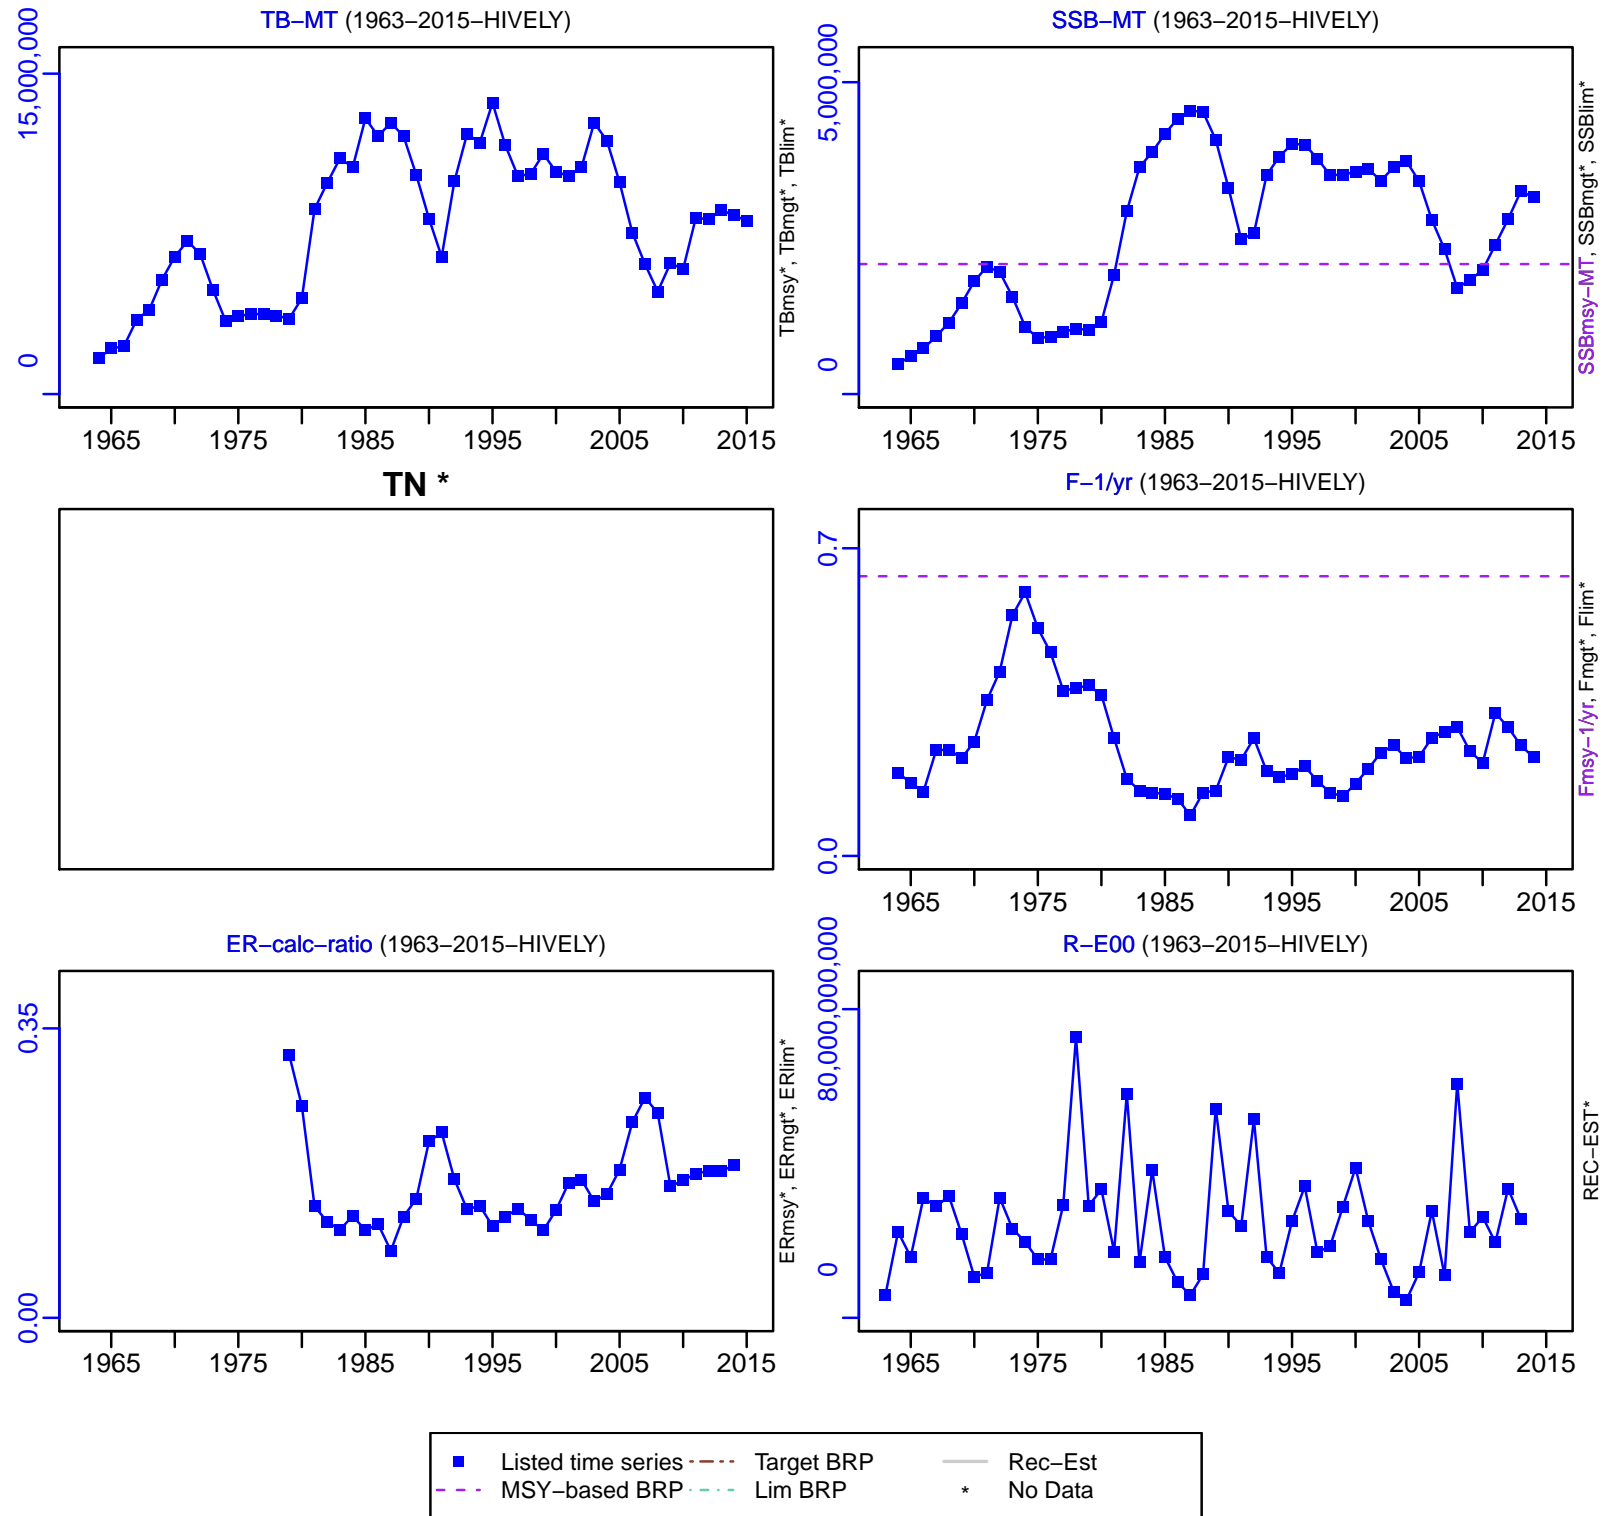 TB−MT (1963−2015−HIVELY)
15,000,000
0
1965 1975 1985 1995 2005 2015
TBmsy*, TBmgt*, TBlim*
SSB−MT (1963−2015−HIVELY)
5,000,000
0
1965 1975 1985 1995 2005 2015
SSBmsy−MT, SSBmgt*, SSBlim*
TN *
F−1/yr (1963−2015−HIVELY)
0.7
0.0
1965 1975 1985 1995 2005 2015
Fmsy−1/yr, Fmgt*, Flim*
ER−calc−ratio (1963−2015−HIVELY)
0.35
0.00
1965 1975 1985 1995 2005 2015
ERmsy*, ERmgt*, ERlim*
R−E00 (1963−2015−HIVELY)
80,000,000,000
0
1965 1975 1985 1995 2005 2015
REC−EST*
Listed time series Target BRP Rec−Est
MSY−based BRP Lim BRP * No Data